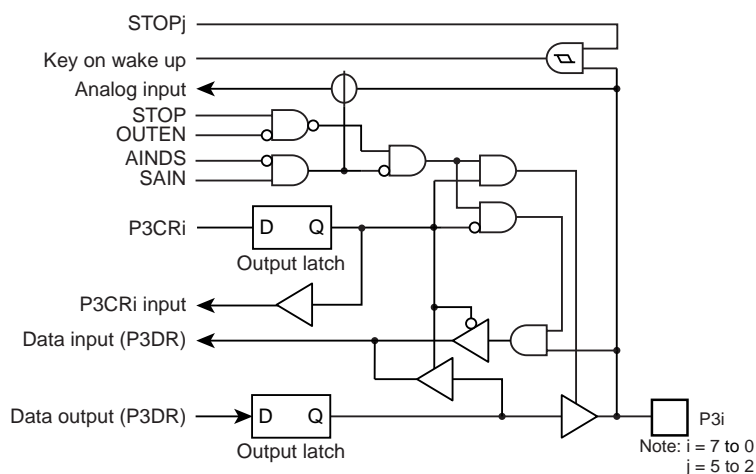 STOPj
Key on wake up
Analog input
STOP
OUTEN
AINDS
SAIN
P3CRi
D Q
Output latch
P3CRi input
Data input (P3DR)
Data output (P3DR)
D Q
Output latch
P3i
Note: i = 7 to 0
j = 5 to 2